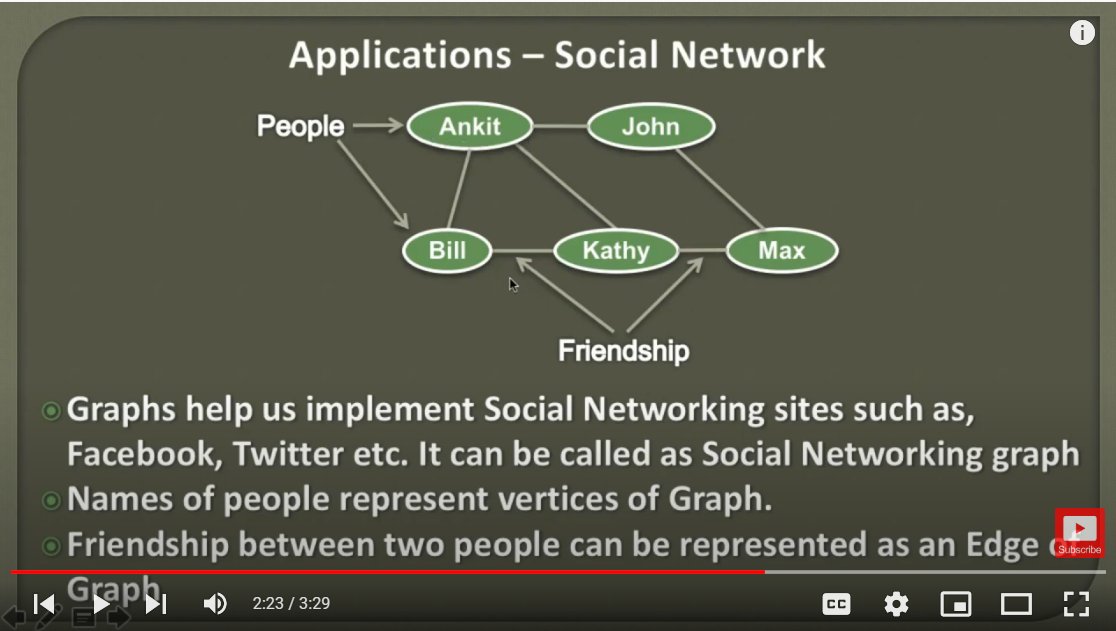 Applications – Social Network
People
Ankit
John
Bill
Kathy
Max
Friendship
Graphs help us implement Social Networking sites such as,
Facebook, Twitter etc. It can be called as Social Networking graph
Names of people represent vertices of Graph.
Friendship between two people can be represented as an Edge of
Graph
Subscribe
2:23 / 3:29
CC